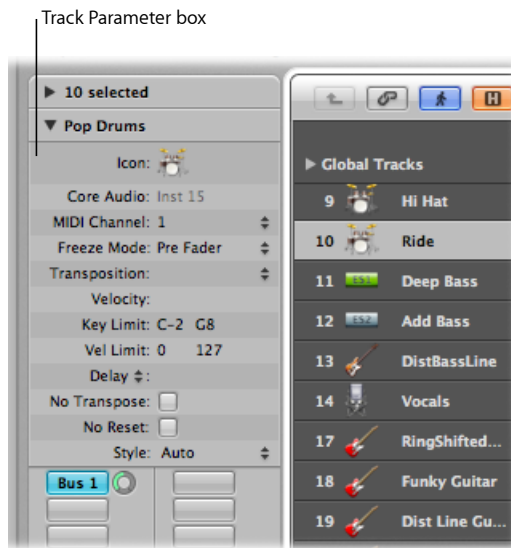 Track Parameter box
10 selected
Pop Drums
Icon:
Core Audio: Inst 15
MIDI Channel: 1
Freeze Mode: Pre Fader
Transposition:
Velocity:
Key Limit: C-2 G8
Vel Limit: 0 127
Delay :
No Transpose:
No Reset:
Style: Auto
Bus 1
H
Global Tracks
9 Hi Hat
10 Ride
11 ES1 Deep Bass
12 ES2 Add Bass
13 DistBassLine
14 Vocals
17 RingShifted...
18 Funky Guitar
19 Dist Line Gu...